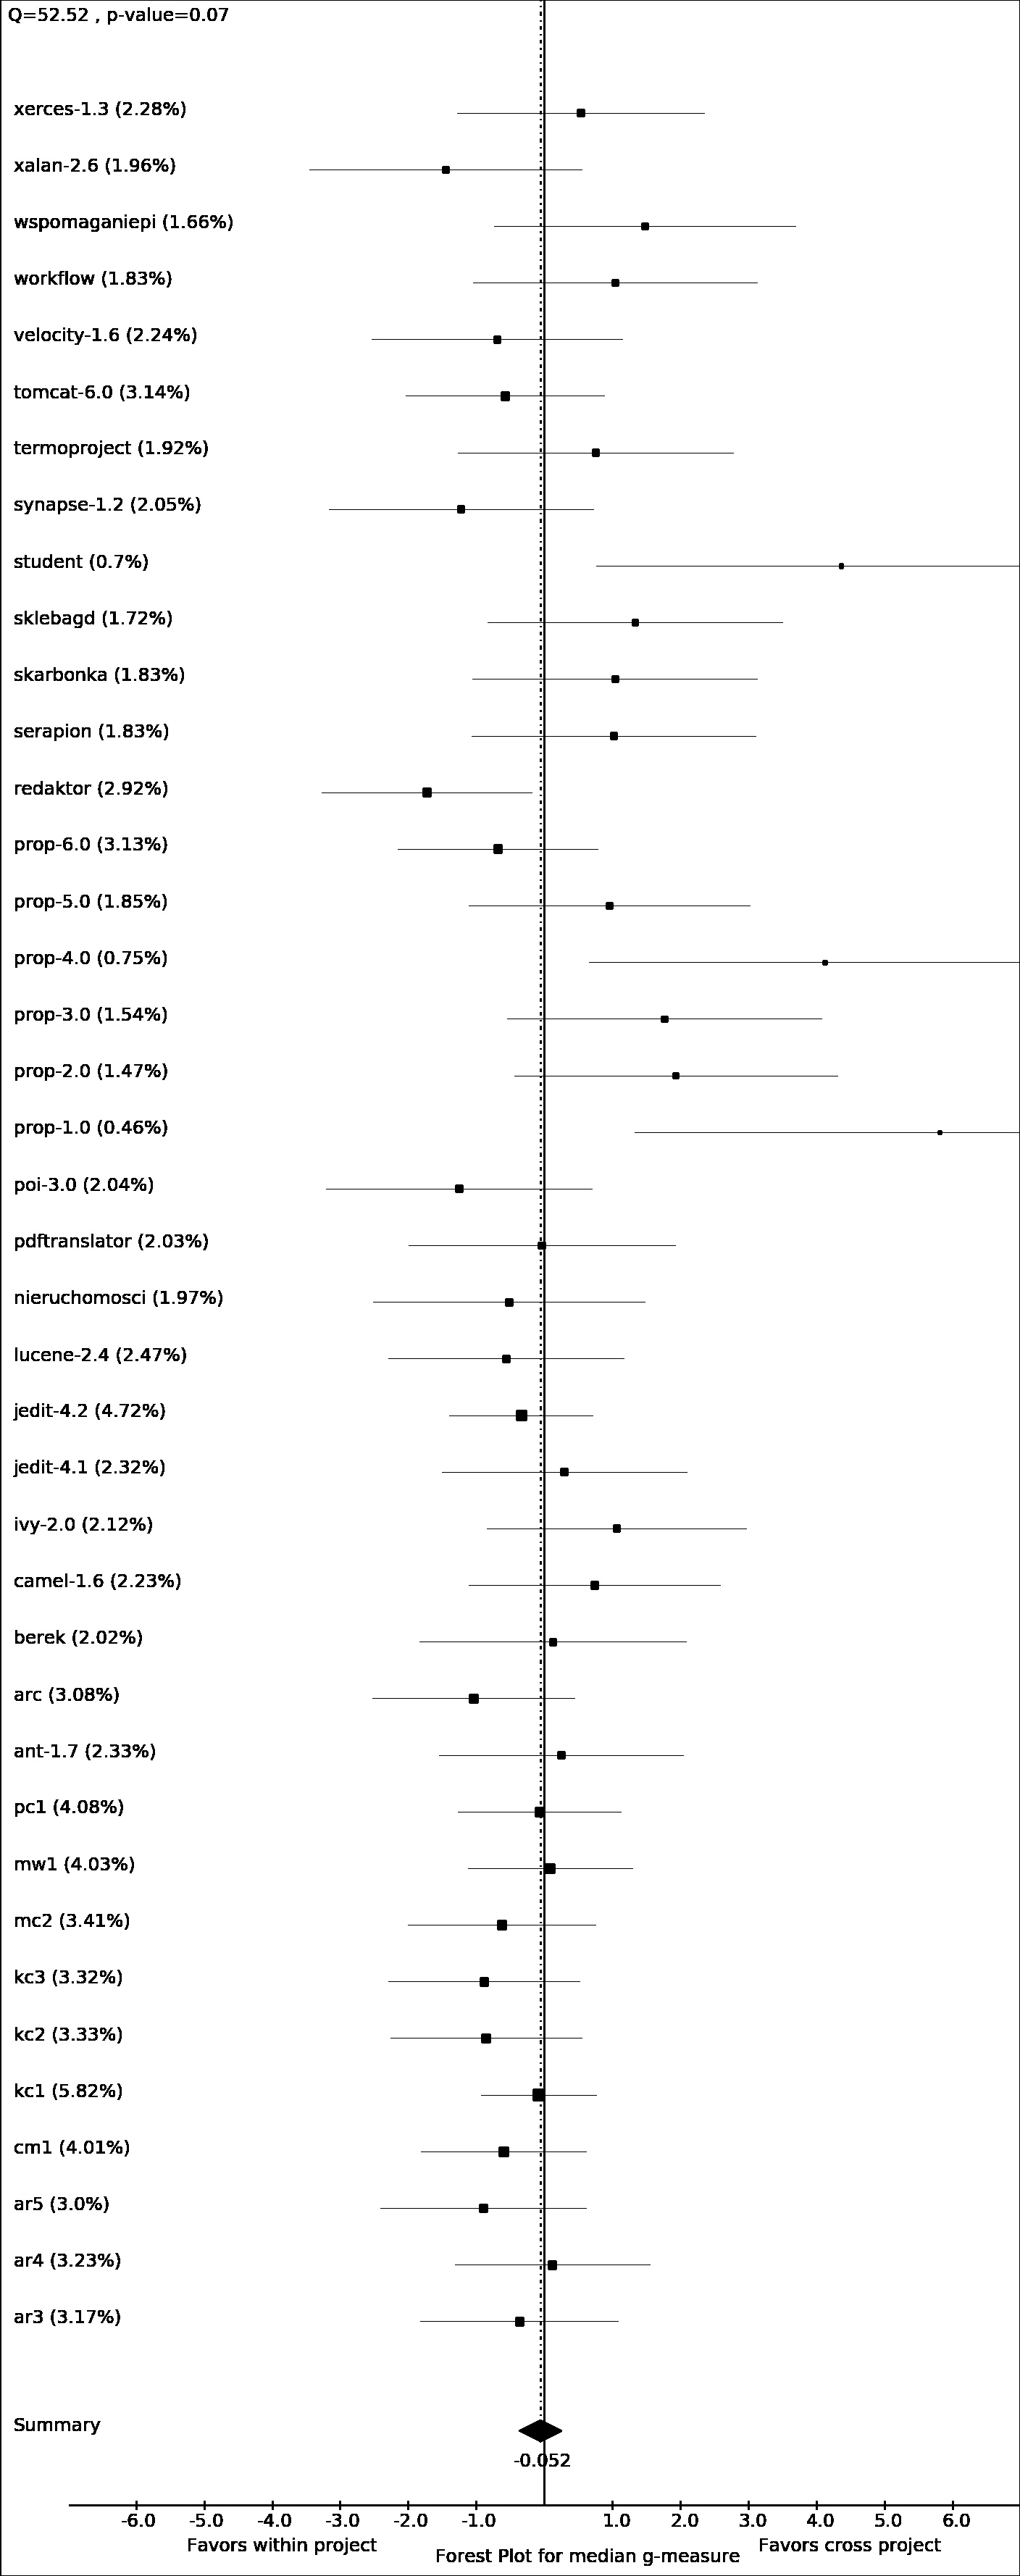 Q=52.52 , p-value=0.07
xerces-1.3 (2.28%)
xalan-2.6 (1.96%)
wspomaganiepi (1.66%)
workflow (1.83%)
velocity-1.6 (2.24%)
tomcat-6.0 (3.14%)
termoproject (1.92%)
synapse-1.2 (2.05%)
student (0.7%)
sklebagd (1.72%)
skarbonka (1.83%)
serapion (1.83%)
redaktor (2.92%)
prop-6.0 (3.13%)
prop-5.0 (1.85%)
prop-4.0 (0.75%)
prop-3.0 (1.54%)
prop-2.0 (1.47%)
prop-1.0 (0.46%)
poi-3.0 (2.04%)
pdftranslator (2.03%)
nieruchomosci (1.97%)
lucene-2.4 (2.47%)
jedit-4.2 (4.72%)
jedit-4.1 (2.32%)
ivy-2.0 (2.12%)
camel-1.6 (2.23%)
berek (2.02%)
arc (3.08%)
ant-1.7 (2.33%)
pc1 (4.08%)
mw1 (4.03%)
mc2 (3.41%)
kc3 (3.32%)
kc2 (3.33%)
kc1 (5.82%)
cm1 (4.01%)
ar5 (3.0%)
ar4 (3.23%)
ar3 (3.17%)
Summary
-0.052
-6.0 -5.0 -4.0 -3.0 -2.0 -1.0 1.0 2.0 3.0 4.0 5.0 6.0
Favors within project Favors cross project
Forest Plot for median g-measure